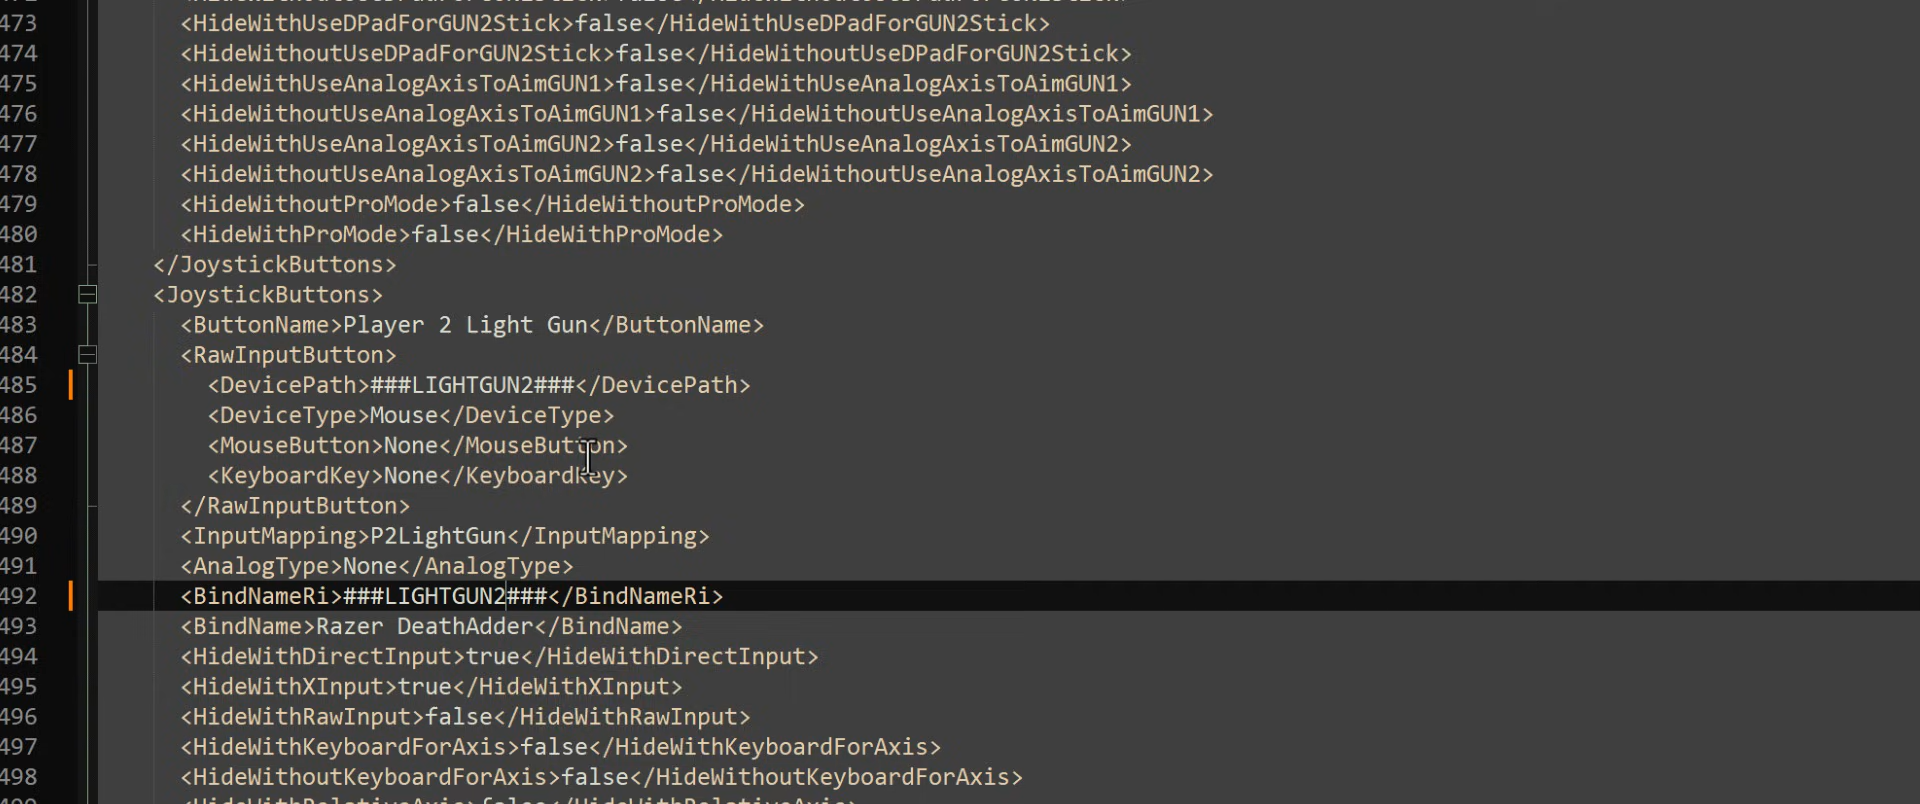 473 <HideWithUseDPadForGUN2Stick>false</HideWithUseDPadForGUN2Stick>
474 <HideWithoutUseDPadForGUN2Stick>false</HideWithoutUseDPadForGUN2Stick>
475 <HideWithUseAnalogAxisToAimGUN1>false</HideWithUseAnalogAxisToAimGUN1>
476 <HideWithoutUseAnalogAxisToAimGUN1>false</HideWithoutUseAnalogAxisToAimGUN1>
477 <HideWithUseAnalogAxisToAimGUN2>false</HideWithUseAnalogAxisToAimGUN2>
478 <HideWithoutUseAnalogAxisToAimGUN2>false</HideWithoutUseAnalogAxisToAimGUN2>
479 <HideWithoutProMode>false</HideWithoutProMode>
480 <HideWithProMode>false</HideWithProMode>
481 </JoystickButtons>
482 <JoystickButtons>
483 <ButtonName>Player 2 Light Gun</ButtonName>
484 <RawInputButton>
485 <DevicePath>###LIGHTGUN2###</DevicePath>
486 <DeviceType>Mouse</DeviceType>
487 <MouseButton>None</MouseButton>
488 <KeyboardKey>None</KeyboardKey>
489 </RawInputButton>
490 <InputMapping>P2LightGun</InputMapping>
491 <AnalogType>None</AnalogType>
492 <BindNameRi>###LIGHTGUN2###</BindNameRi>
493 <BindName>Razer DeathAdder</BindName>
494 <HideWithDirectInput>true</HideWithDirectInput>
495 <HideWithXInput>true</HideWithXInput>
496 <HideWithRawInput>false</HideWithRawInput>
497 <HideWithKeyboardForAxis>false</HideWithKeyboardForAxis>
498 <HideWithoutKeyboardForAxis>false</HideWithoutKeyboardForAxis>